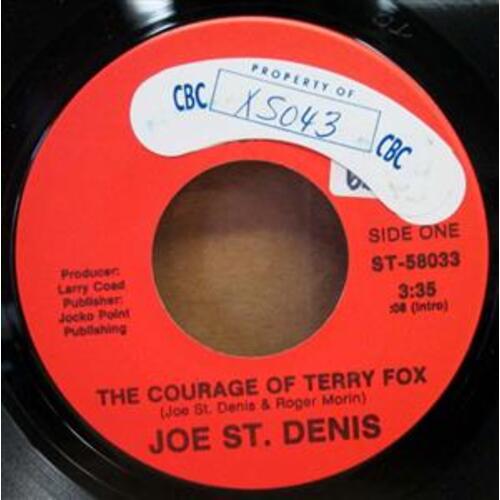 PROPERTY OF
CBC XS043 CBC
SIDE ONE
ST-58033
3:35
:08 (Intro)
Producer:
Larry Coad
Publisher:
Jocko Point
Publishing
THE COURAGE OF TERRY FOX
(Joe St. Denis & Roger Morin)
JOE ST. DENIS